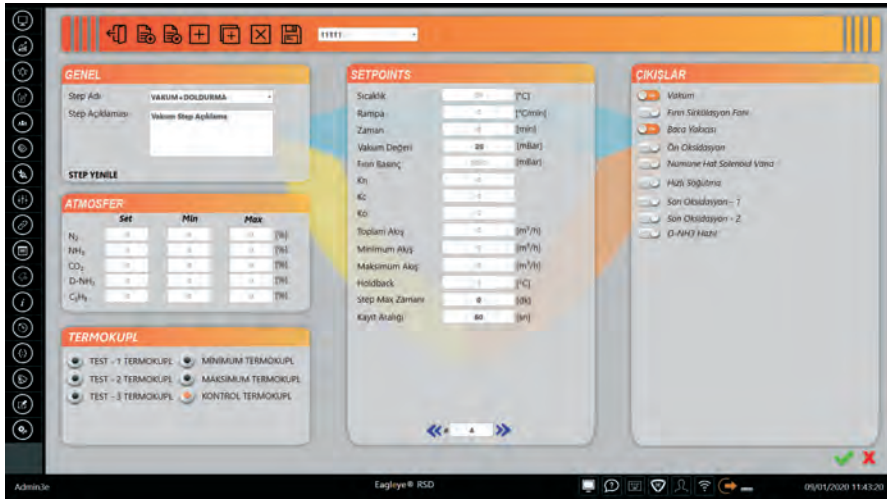 11111
GENEL
Step Adı VAKUM+DOLDURMA
Step Açıklaması Vakum Step Açıklama
STEP YENİLE
ATMOSFER
Set Min Max
N₂ [%]
NH₃ [%]
CO₂ [%]
D-NH₃ [%]
C₃H₈ [%]
TERMOKUPL
TEST - 1 TERMOKUPL MİNİMUM TERMOKUPL
TEST - 2 TERMOKUPL MAKSİMUM TERMOKUPL
TEST - 3 TERMOKUPL KONTROL TERMOKUPL
SETPOINTS
Sıcaklık [°C]
Rampa [°C/min]
Zaman [min]
Vakum Değeri 25 [mBar]
Fırın Basınç [mBar]
Kn
Kc
Ko
Toplam Akış [m³/h]
Minimum Akış [m³/h]
Maksimum Akış [m³/h]
Holdback [°C]
Step Max Zamanı 0 [dk]
Kayıt Aralığı 60 [sn]
# 4
ÇIKIŞLAR
Vakum
Fırın Sirkülasyon Fanı
Baca Yakıcısı
Ön Oksidasyon
Numune Hat Solenoid Vana
Hızlı Soğutma
Son Oksidasyon - 1
Son Oksidasyon - 2
D-NH3 Hazır
Admin3e
Eagleye® RSD
09/01/2020 11:43:20